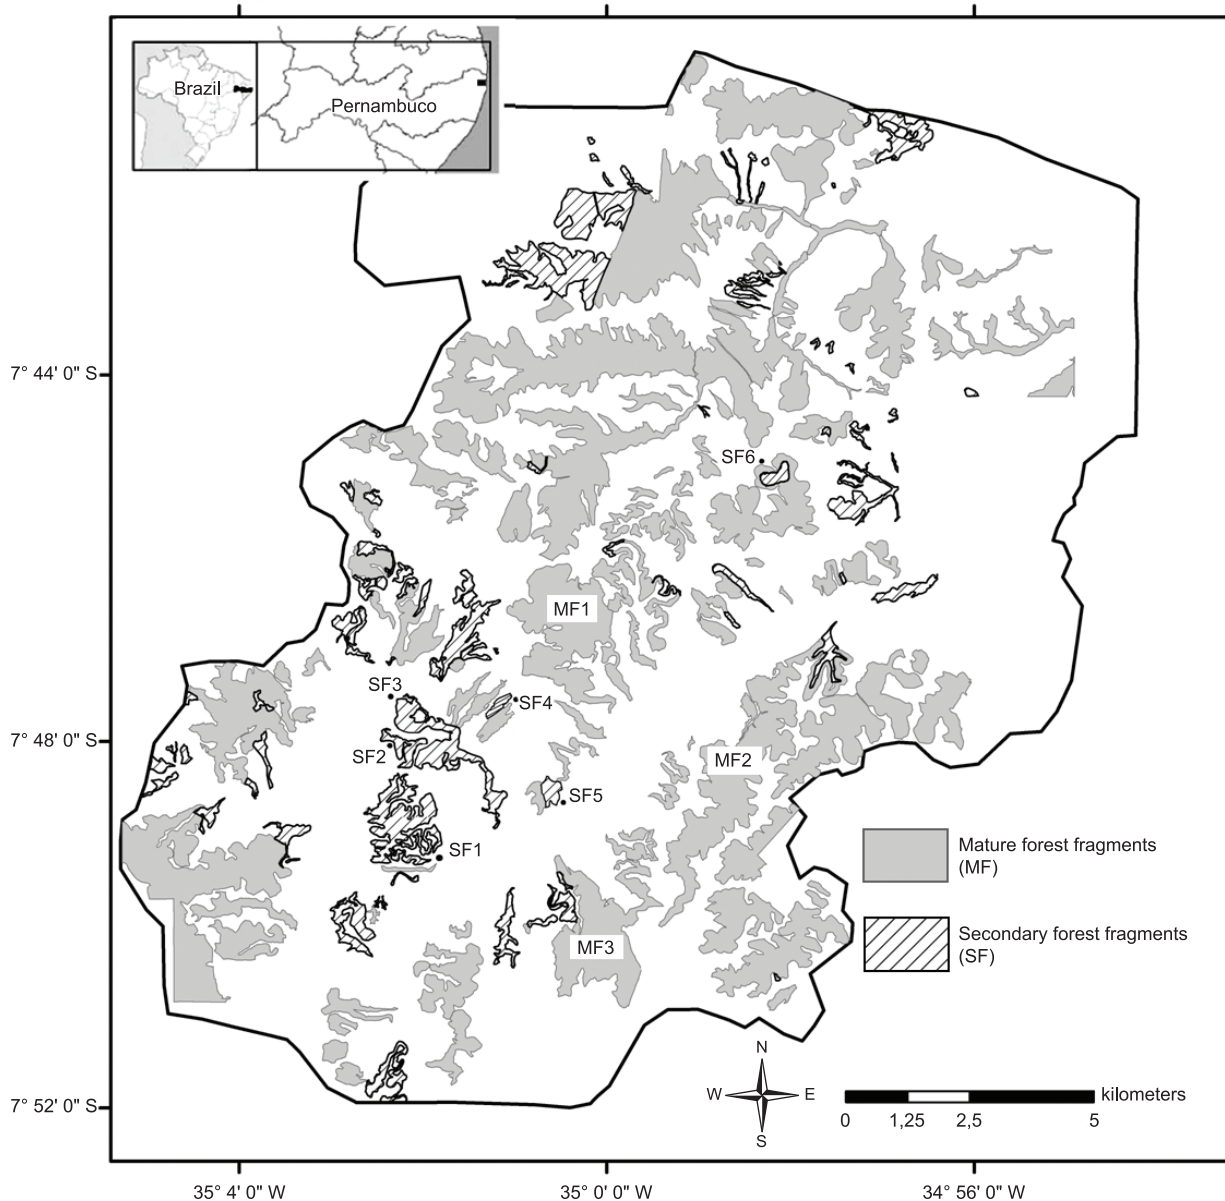 Brazil
Pernambuco
7° 44' 0" S
SF6
MF1
SF3
SF4
7° 48' 0" S
SF2
MF2
SF5
SF1
Mature forest fragments
(MF)
Secondary forest fragments
(SF)
MF3
N
W
E
S
kilometers
0
1,25
2,5
5
7° 52' 0" S
35° 4' 0" W
35° 0' 0" W
34° 56' 0" W